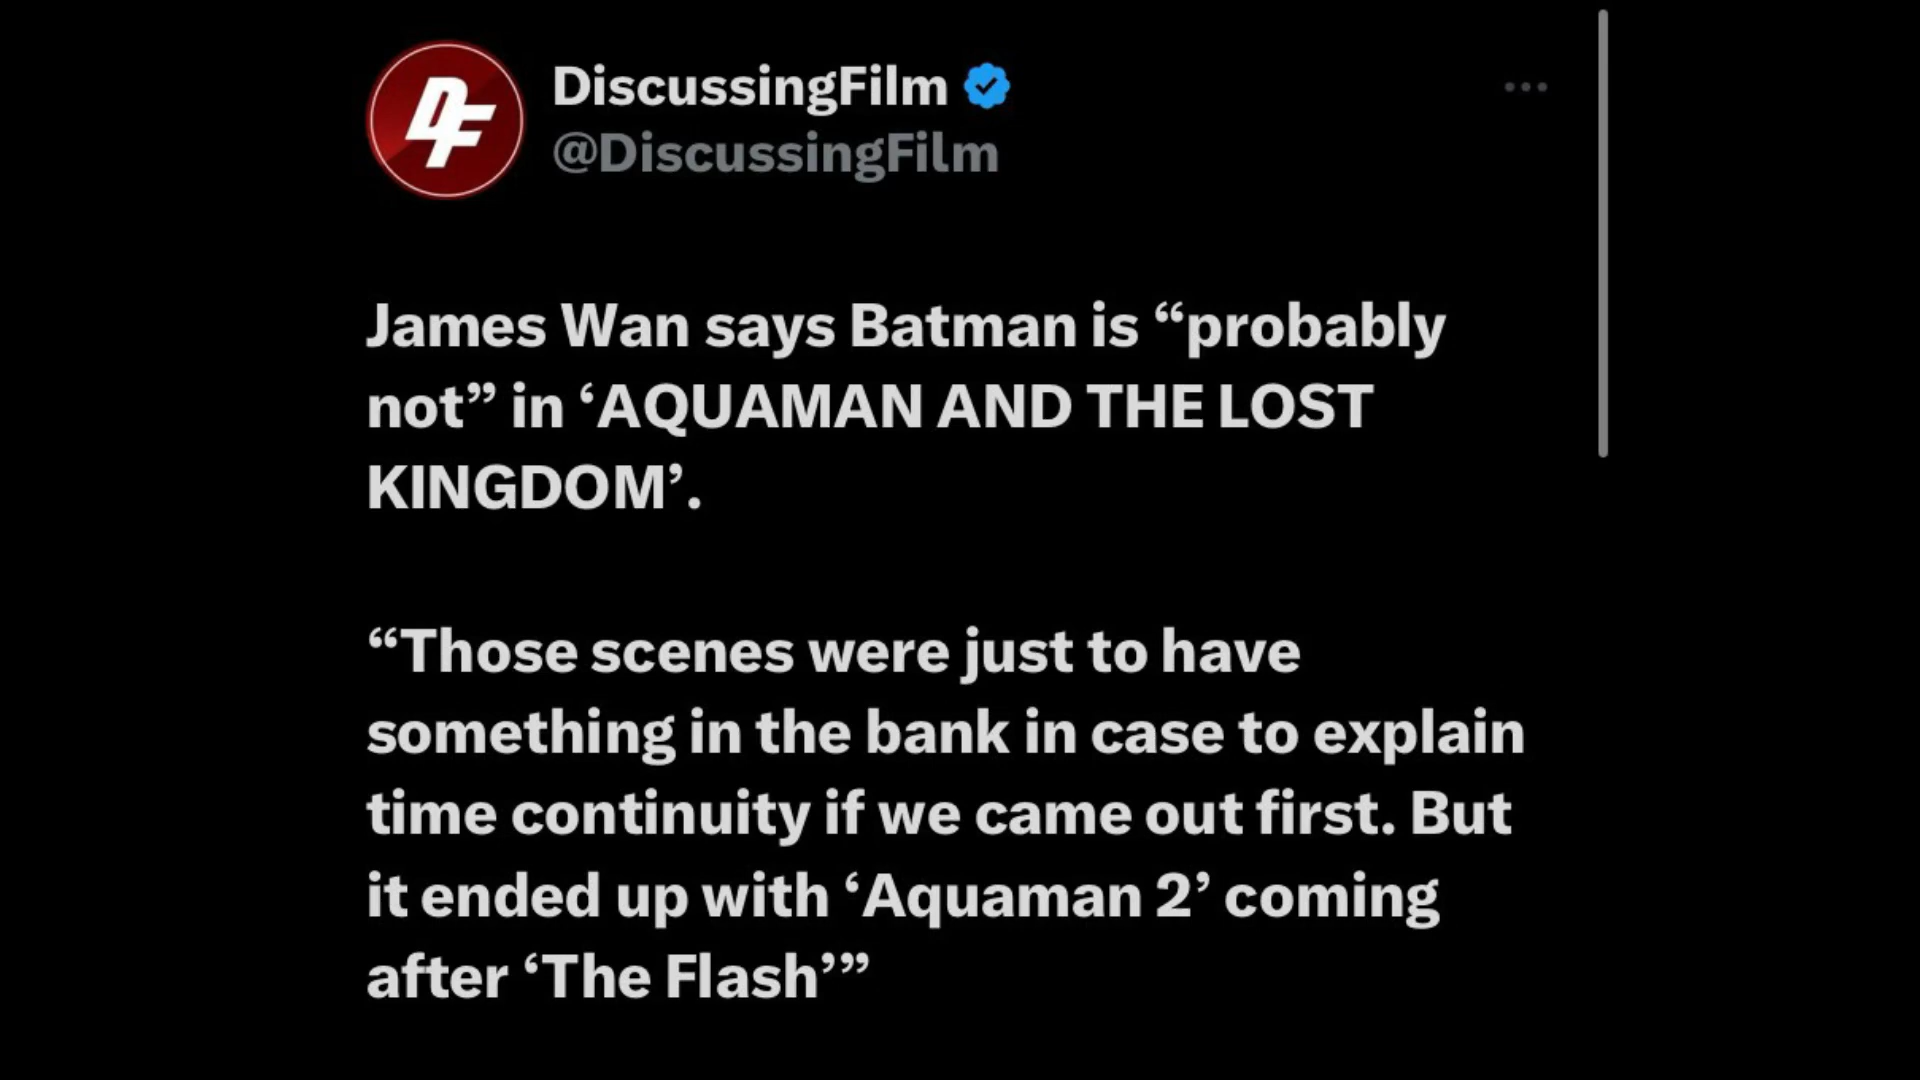 DF
DiscussingFilm
@DiscussingFilm
James Wan says Batman is “probably
not” in ‘AQUAMAN AND THE LOST
KINGDOM’.
“Those scenes were just to have
something in the bank in case to explain
time continuity if we came out first. But
it ended up with ‘Aquaman 2’ coming
after ‘The Flash’”